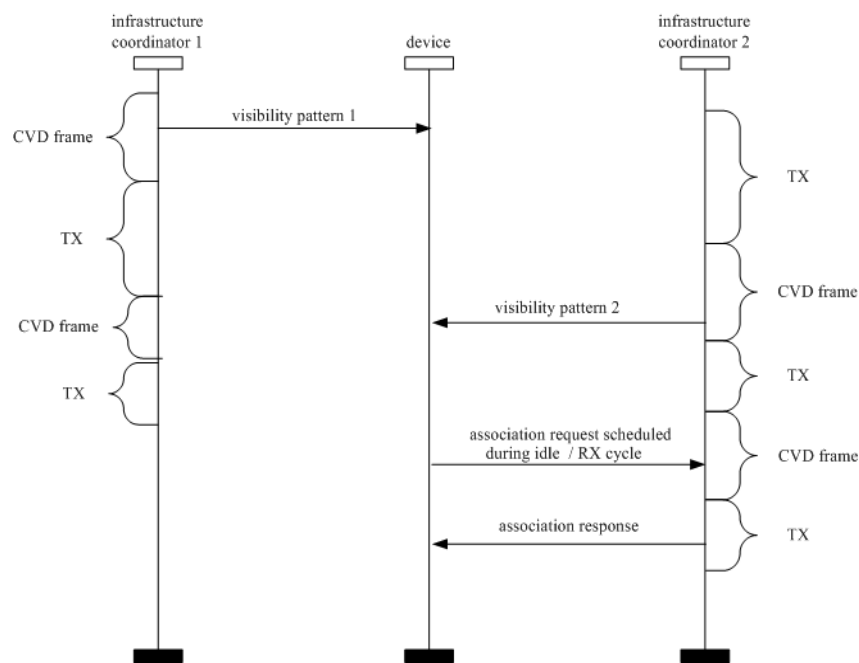 infrastructure
coordinator 1
device
infrastructure
coordinator 2
visibility pattern 1
CVD frame
TX
TX
CVD frame
visibility pattern 2
CVD frame
TX
TX
association request scheduled
during idle / RX cycle
CVD frame
association response
TX